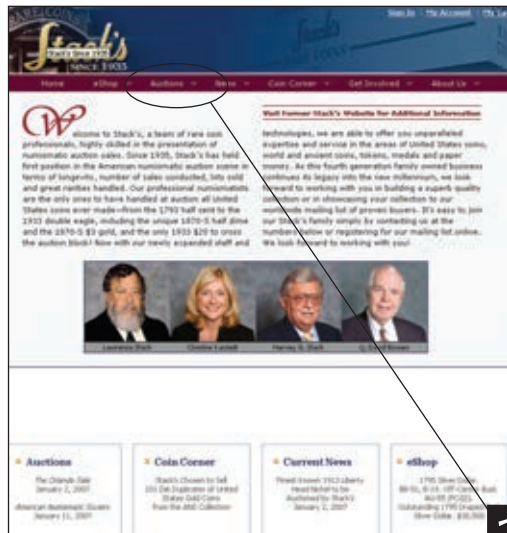 RARE COINS
Sign In
My Account
Stack's
Stack's Since 1935
SINCE 1935
Home eShop Auctions News Coin Corner Get Involved About Us
Welcome to Stack's, a team of rare coin
professionals, highly skilled in the presentation of
numismatic auction sales. Since 1935, Stack's has held
first position in the American numismatic auction scene in
terms of longevity, number of sales conducted, lots sold
and great rarities handled. Our professional numismatists
are the only ones to have handled at auction all United
States coins ever made—from the 1793 half cent to the
1933 double eagle, including the unique 1870-S half dime
and the 1870-S $3 gold, and the only 1933 $20 to cross
the auction block! Now with our newly expanded staff and
Visit Former Stack's Website for Additional Information
technologies, we are able to offer you unparalleled
expertise and service in the areas of United States coins,
world and ancient coins, tokens, medals and paper
money. As the fourth generation family owned business
continues its legacy into the new millennium, we look
forward to working with you in building a superb quality
collection or in showcasing your collection to our
worldwide mailing list of proven buyers. It's easy to join
our Stack's family simply by contacting us at the
numbers below or registering for our mailing list online.
We look forward to working with you!
Lawrence Stack Christine Karstedt Harvey G. Stack Q. David Bowers
Auctions
The Orlando Sale
January 2, 2007
January 11, 2007
Coin Corner
Stack's Chosen to Sell
States Gold Coins
From the ANS Collection
Current News
Finest Known 1913 Liberty
Head Nickel to be
Auctioned by Stack's
January 2, 2007
eShop
1795 Silver Dollar.
Outstanding 1795 Draped
Silver Dollar.
1